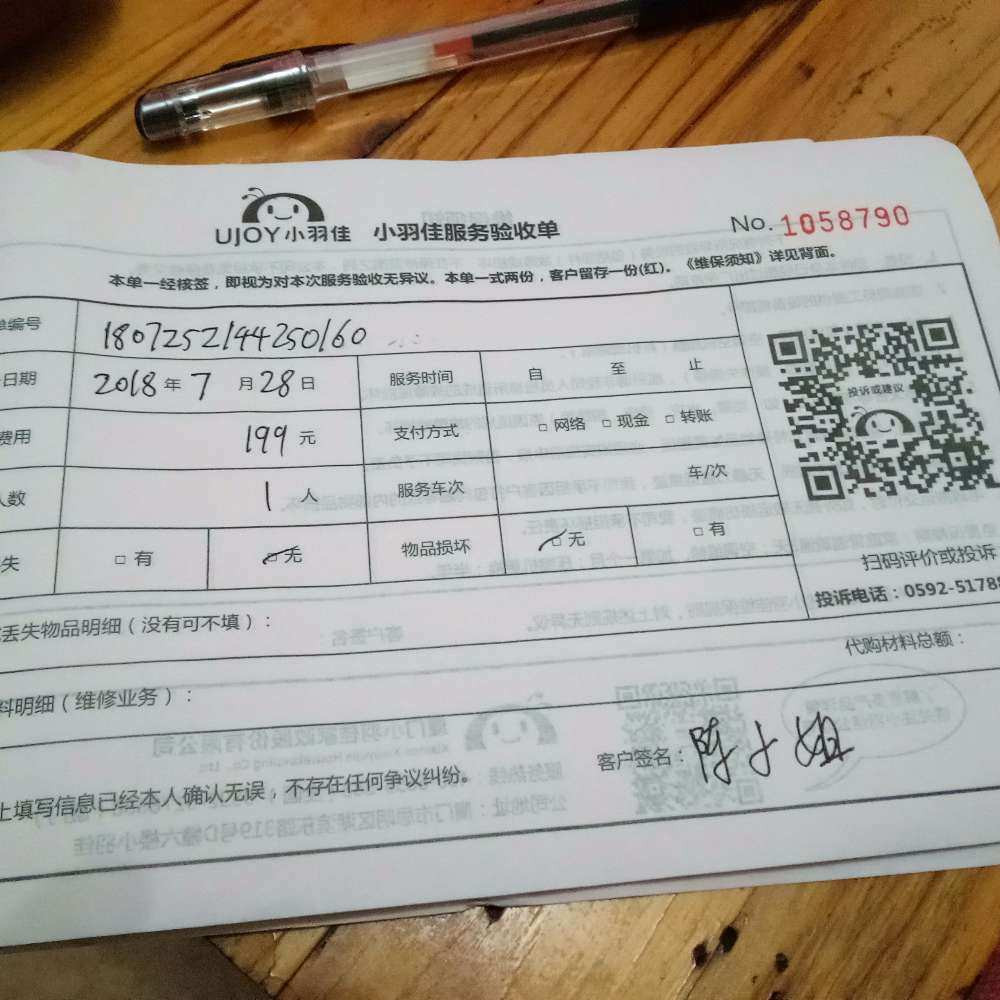 UJOY小羽佳 小羽佳服务验收单 No. 1058790
本单一经核签，即视为对本次服务验收无异议。本单一式两份，客户留存一份(红)。《维保须知》详见背面。
单编号 1807252144250160
日期 2018年7月28日 服务时间 自 至 止
费用 199元 支付方式 □网络 □现金 □转账
人数 1人 服务车次 车/次
失 □有 □无 物品损坏 □无 □有
投诉或建议
扫码评价或投诉
投诉电话：0592-5178
丢失物品明细（没有可不填）：
代购材料总额：
料明细（维修业务）：
上填写信息已经本人确认无误，不存在任何争议纠纷。 客户签名：陈小姐